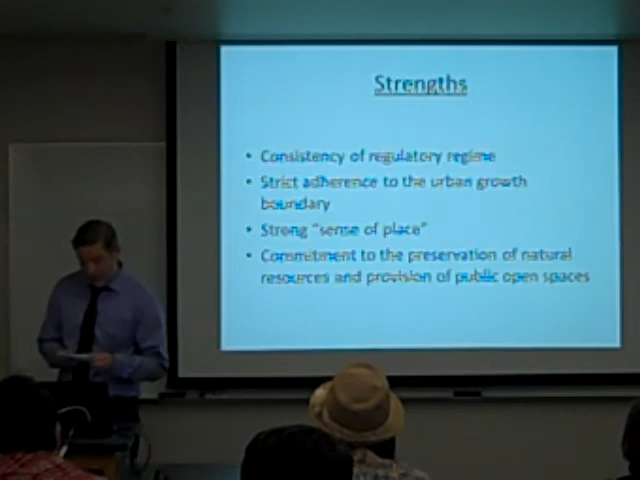 Strengths
• Consistency of regulatory regime
• Strict adherence to the urban growth
boundary
• Strong "sense of place"
• Commitment to the preservation of natural
resources and provision of public open spaces